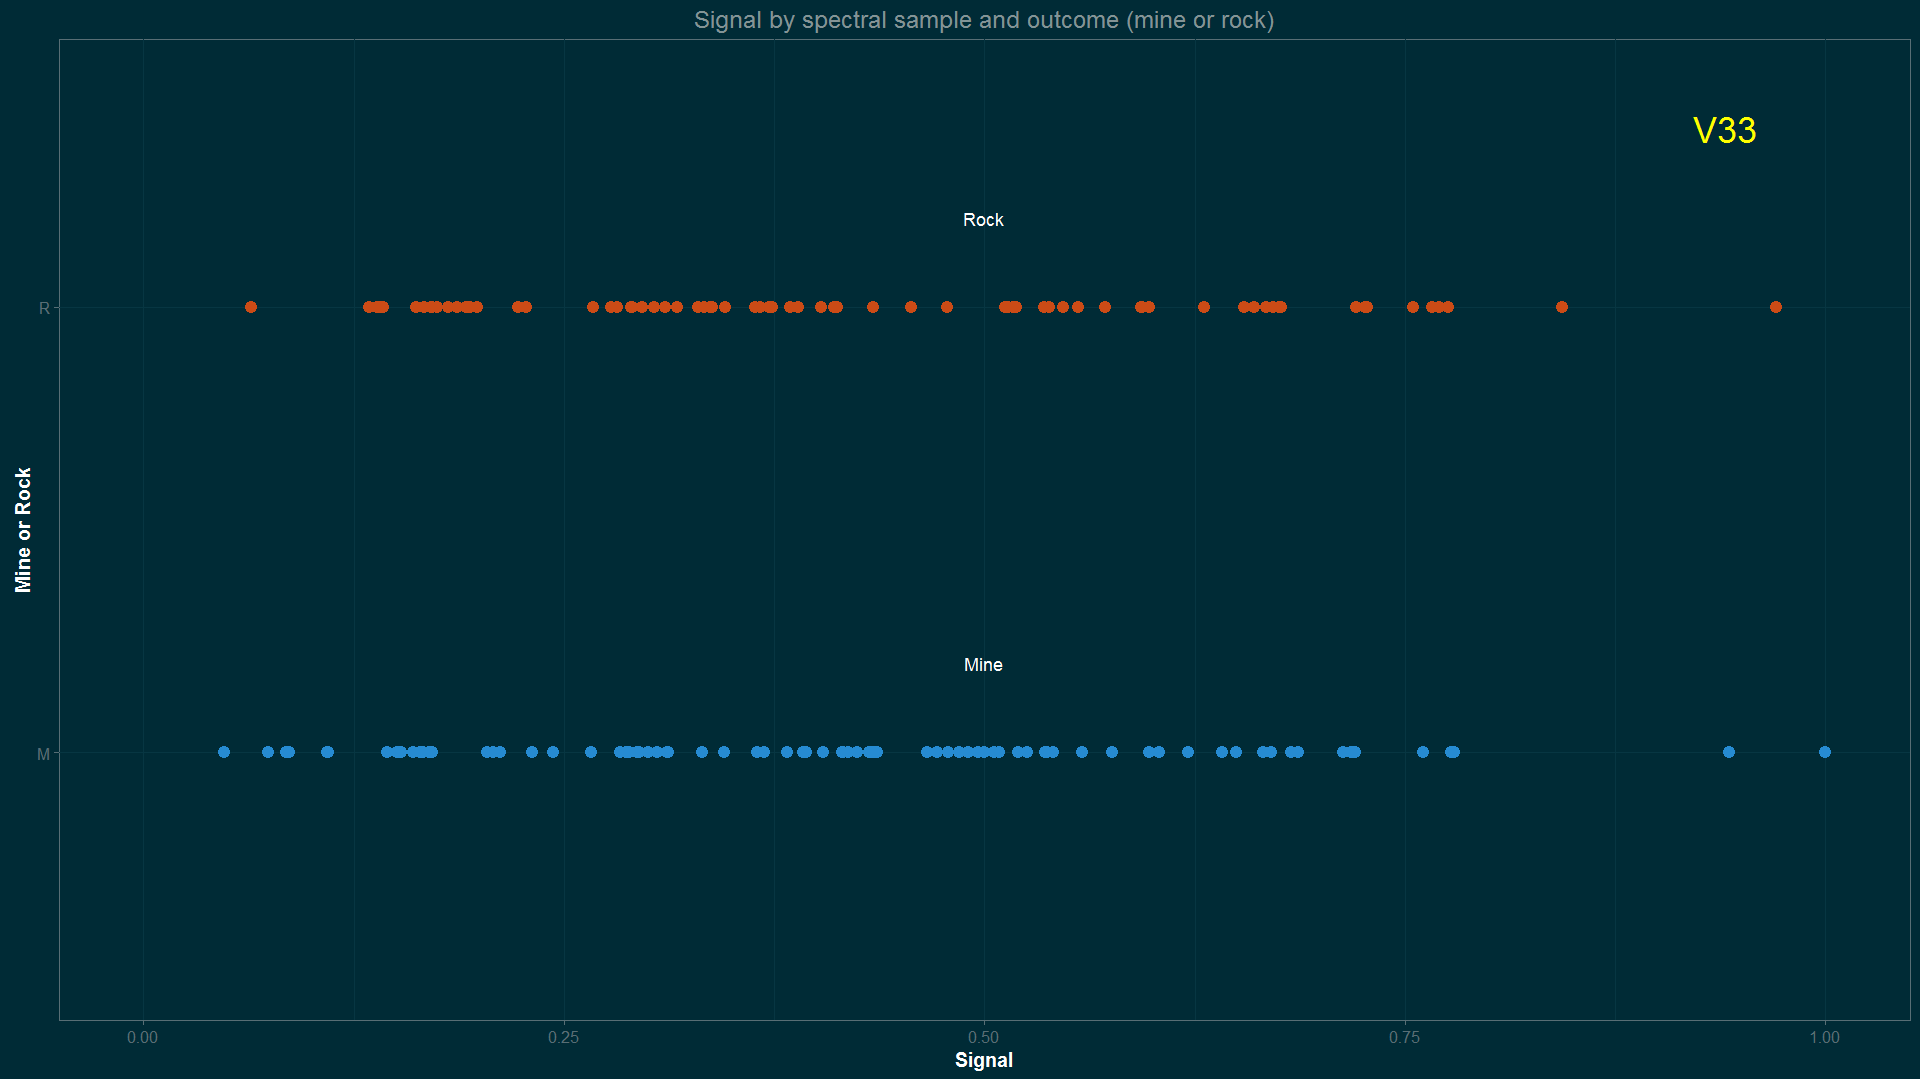 Signal by spectral sample and outcome (mine or rock)
V33
Rock
R
Mine or Rock
Mine
M
0.00 0.25 0.50 0.75 1.00
Signal